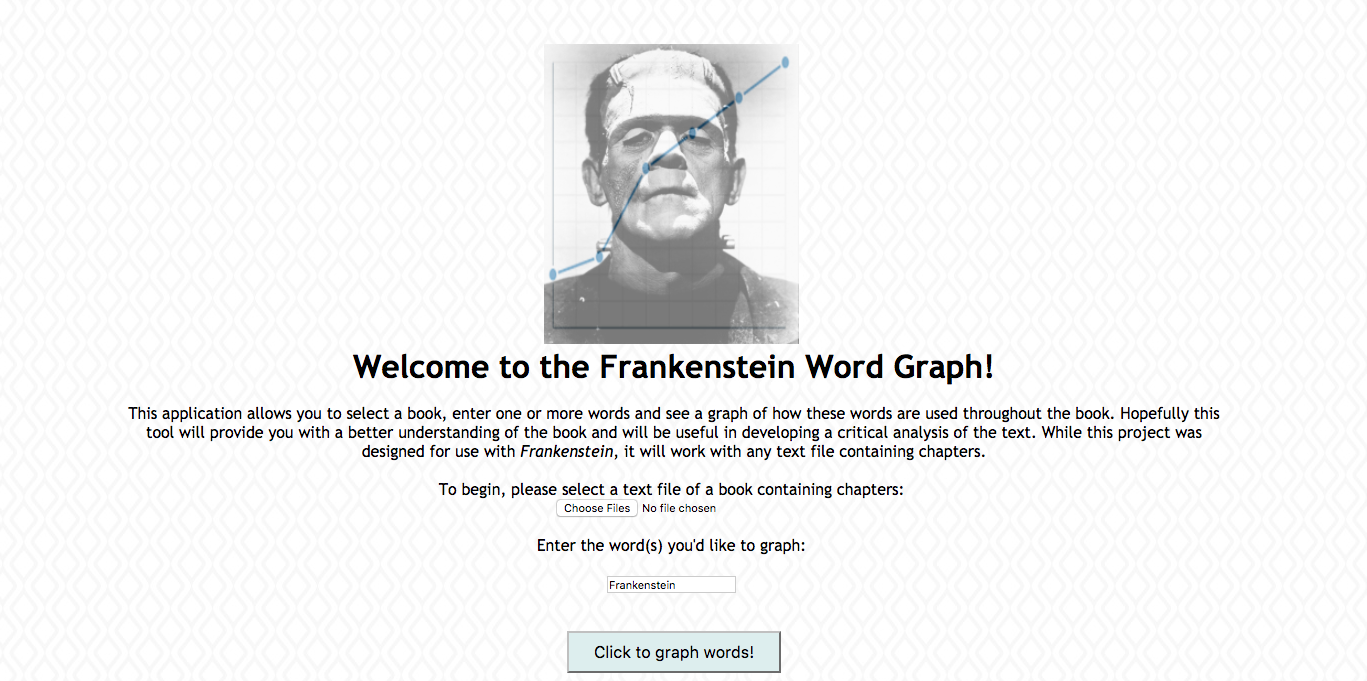 Welcome to the Frankenstein Word Graph!
This application allows you to select a book, enter one or more words and see a graph of how these words are used throughout the book. Hopefully this
tool will provide you with a better understanding of the book and will be useful in developing a critical analysis of the text. While this project was
designed for use with Frankenstein, it will work with any text file containing chapters.
To begin, please select a text file of a book containing chapters:
Choose Files No file chosen
Enter the word(s) you'd like to graph:
Frankenstein
Click to graph words!